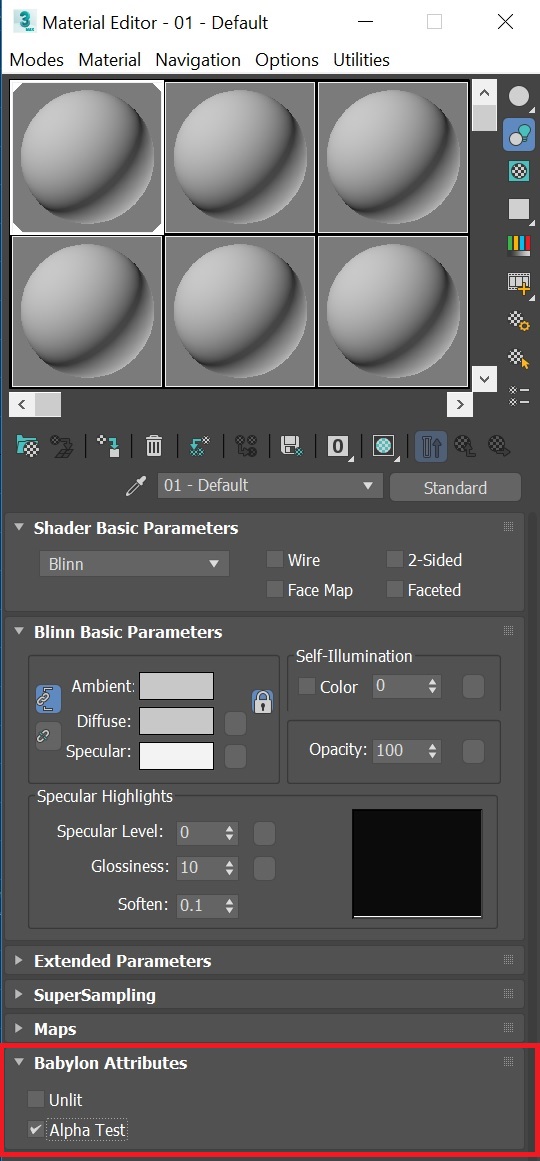 Material Editor - 01 - Default
Modes Material Navigation Options Utilities
01 - Default Standard
Shader Basic Parameters
Blinn Wire 2-Sided
Face Map Faceted
Blinn Basic Parameters
Self-Illumination
Ambient: Color 0
Diffuse:
Specular: Opacity: 100
Specular Highlights
Specular Level: 0
Glossiness: 10
Soften: 0.1
Extended Parameters
SuperSampling
Maps
Babylon Attributes
Unlit
Alpha Test